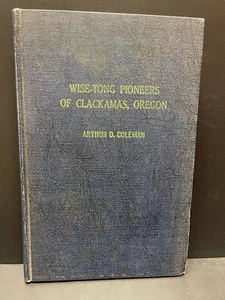 WISE-TONG PIONEERS
OF CLACKAMAS, OREGON
ARTHUR D. COLEMAN